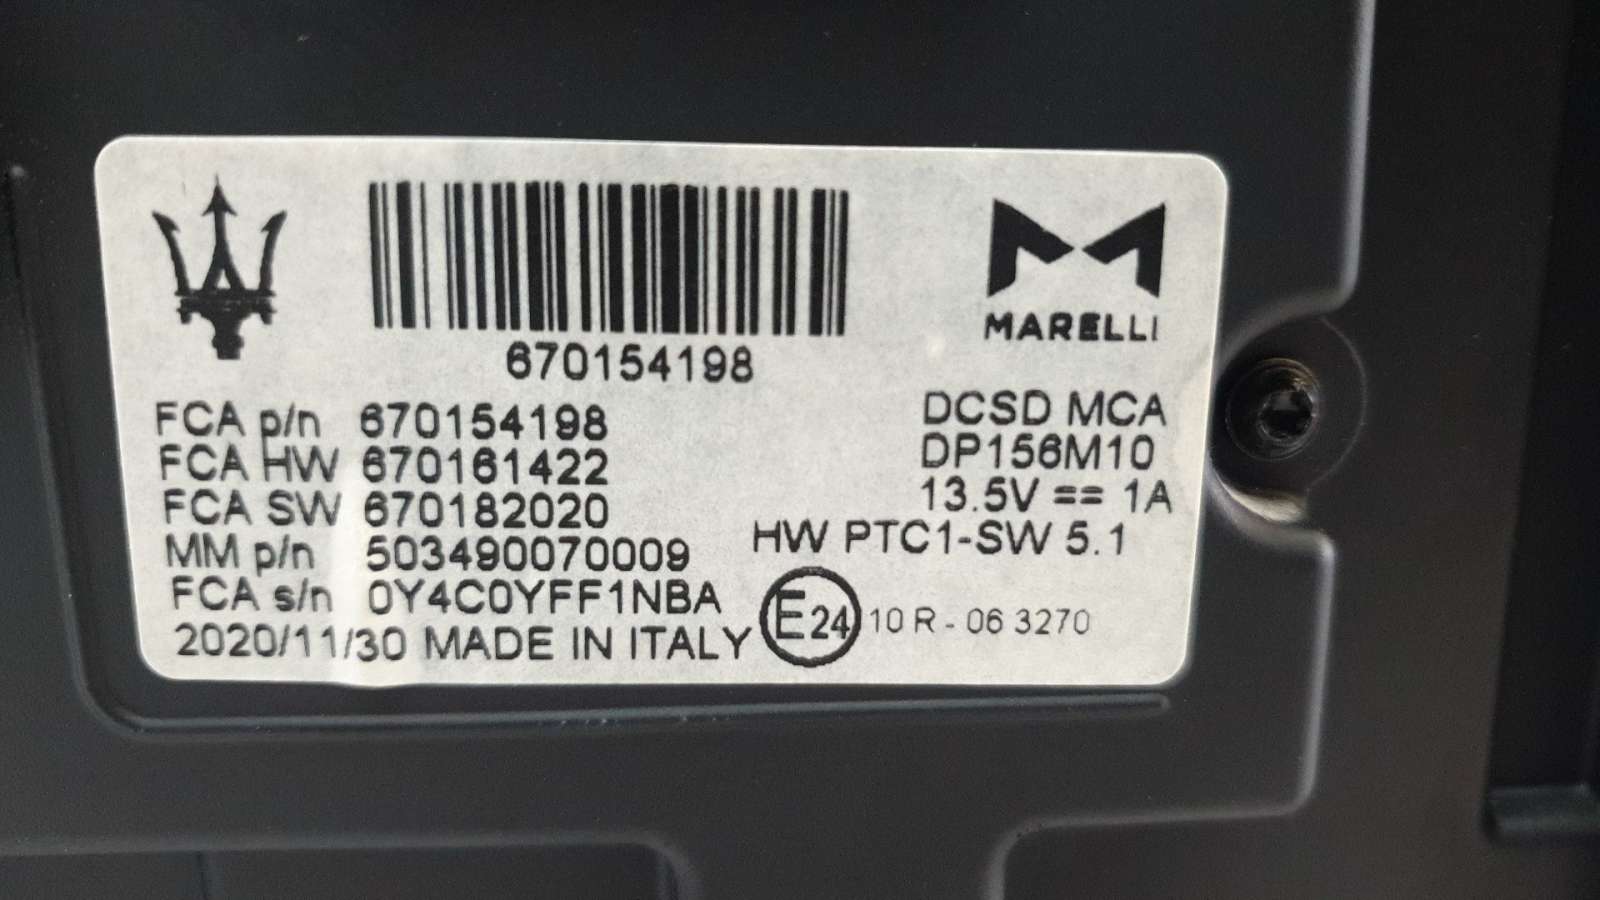 670154198
MARELLI
FCA p/n 670154198
FCA HW 670161422
FCA SW 670182020
MM p/n 503490070009
FCA s/n 0Y4C0YFF1NBA
2020/11/30 MADE IN ITALY
DCSD MCA
DP156M10
13.5V == 1A
HW PTC1-SW 5.1
E24 10 R - 06 3270